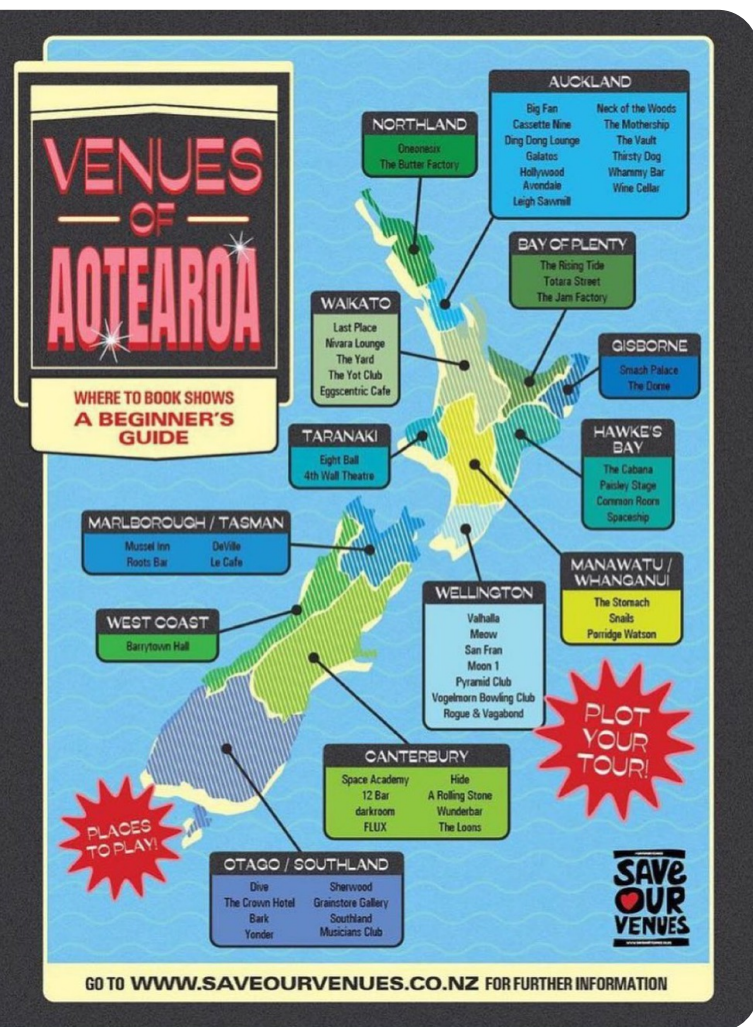 VENUES
OF
AOTEAROA
WHERE TO BOOK SHOWS
A BEGINNER'S
GUIDE
NORTHLAND
Oneonesix
The Butter Factory
AUCKLAND
Big Fan
Cassette Nine
Ding Dong Lounge
Galatos
Hollywood
Avondale
Leigh Sawmill
Neck of the Woods
The Mothership
The Vault
Thirsty Dog
Whammy Bar
Wine Cellar
BAY OF PLENTY
The Rising Tide
Totara Street
The Jam Factory
WAIKATO
Last Place
Nivara Lounge
The Yard
The Yot Club
Eggscentric Cafe
GISBORNE
Smash Palace
The Dome
TARANAKI
Eight Ball
4th Wall Theatre
HAWKE'S
BAY
The Cabana
Paisley Stage
Common Room
Spaceship
MARLBOROUGH / TASMAN
Mussel Inn
Roots Bar
DeVille
Le Cafe
MANAWATU /
WHANGANUI
The Stomach
Snails
Porridge Watson
WELLINGTON
Valhalla
Meow
San Fran
Moon 1
Pyramid Club
Vogelmorn Bowling Club
Rogue & Vagabond
WEST COAST
Barrytown Hall
PLOT
YOUR
TOUR!
CANTERBURY
Space Academy
12 Bar
darkroom
FLUX
Hide
A Rolling Stone
Wunderbar
The Loons
PLACES
TO PLAY!
OTAGO / SOUTHLAND
Dive
The Crown Hotel
Bark
Yonder
Sherwood
Grainstore Gallery
Southland
Musicians Club
SAVE
OUR
VENUES
GO TO WWW.SAVEOURVENUES.CO.NZ FOR FURTHER INFORMATION